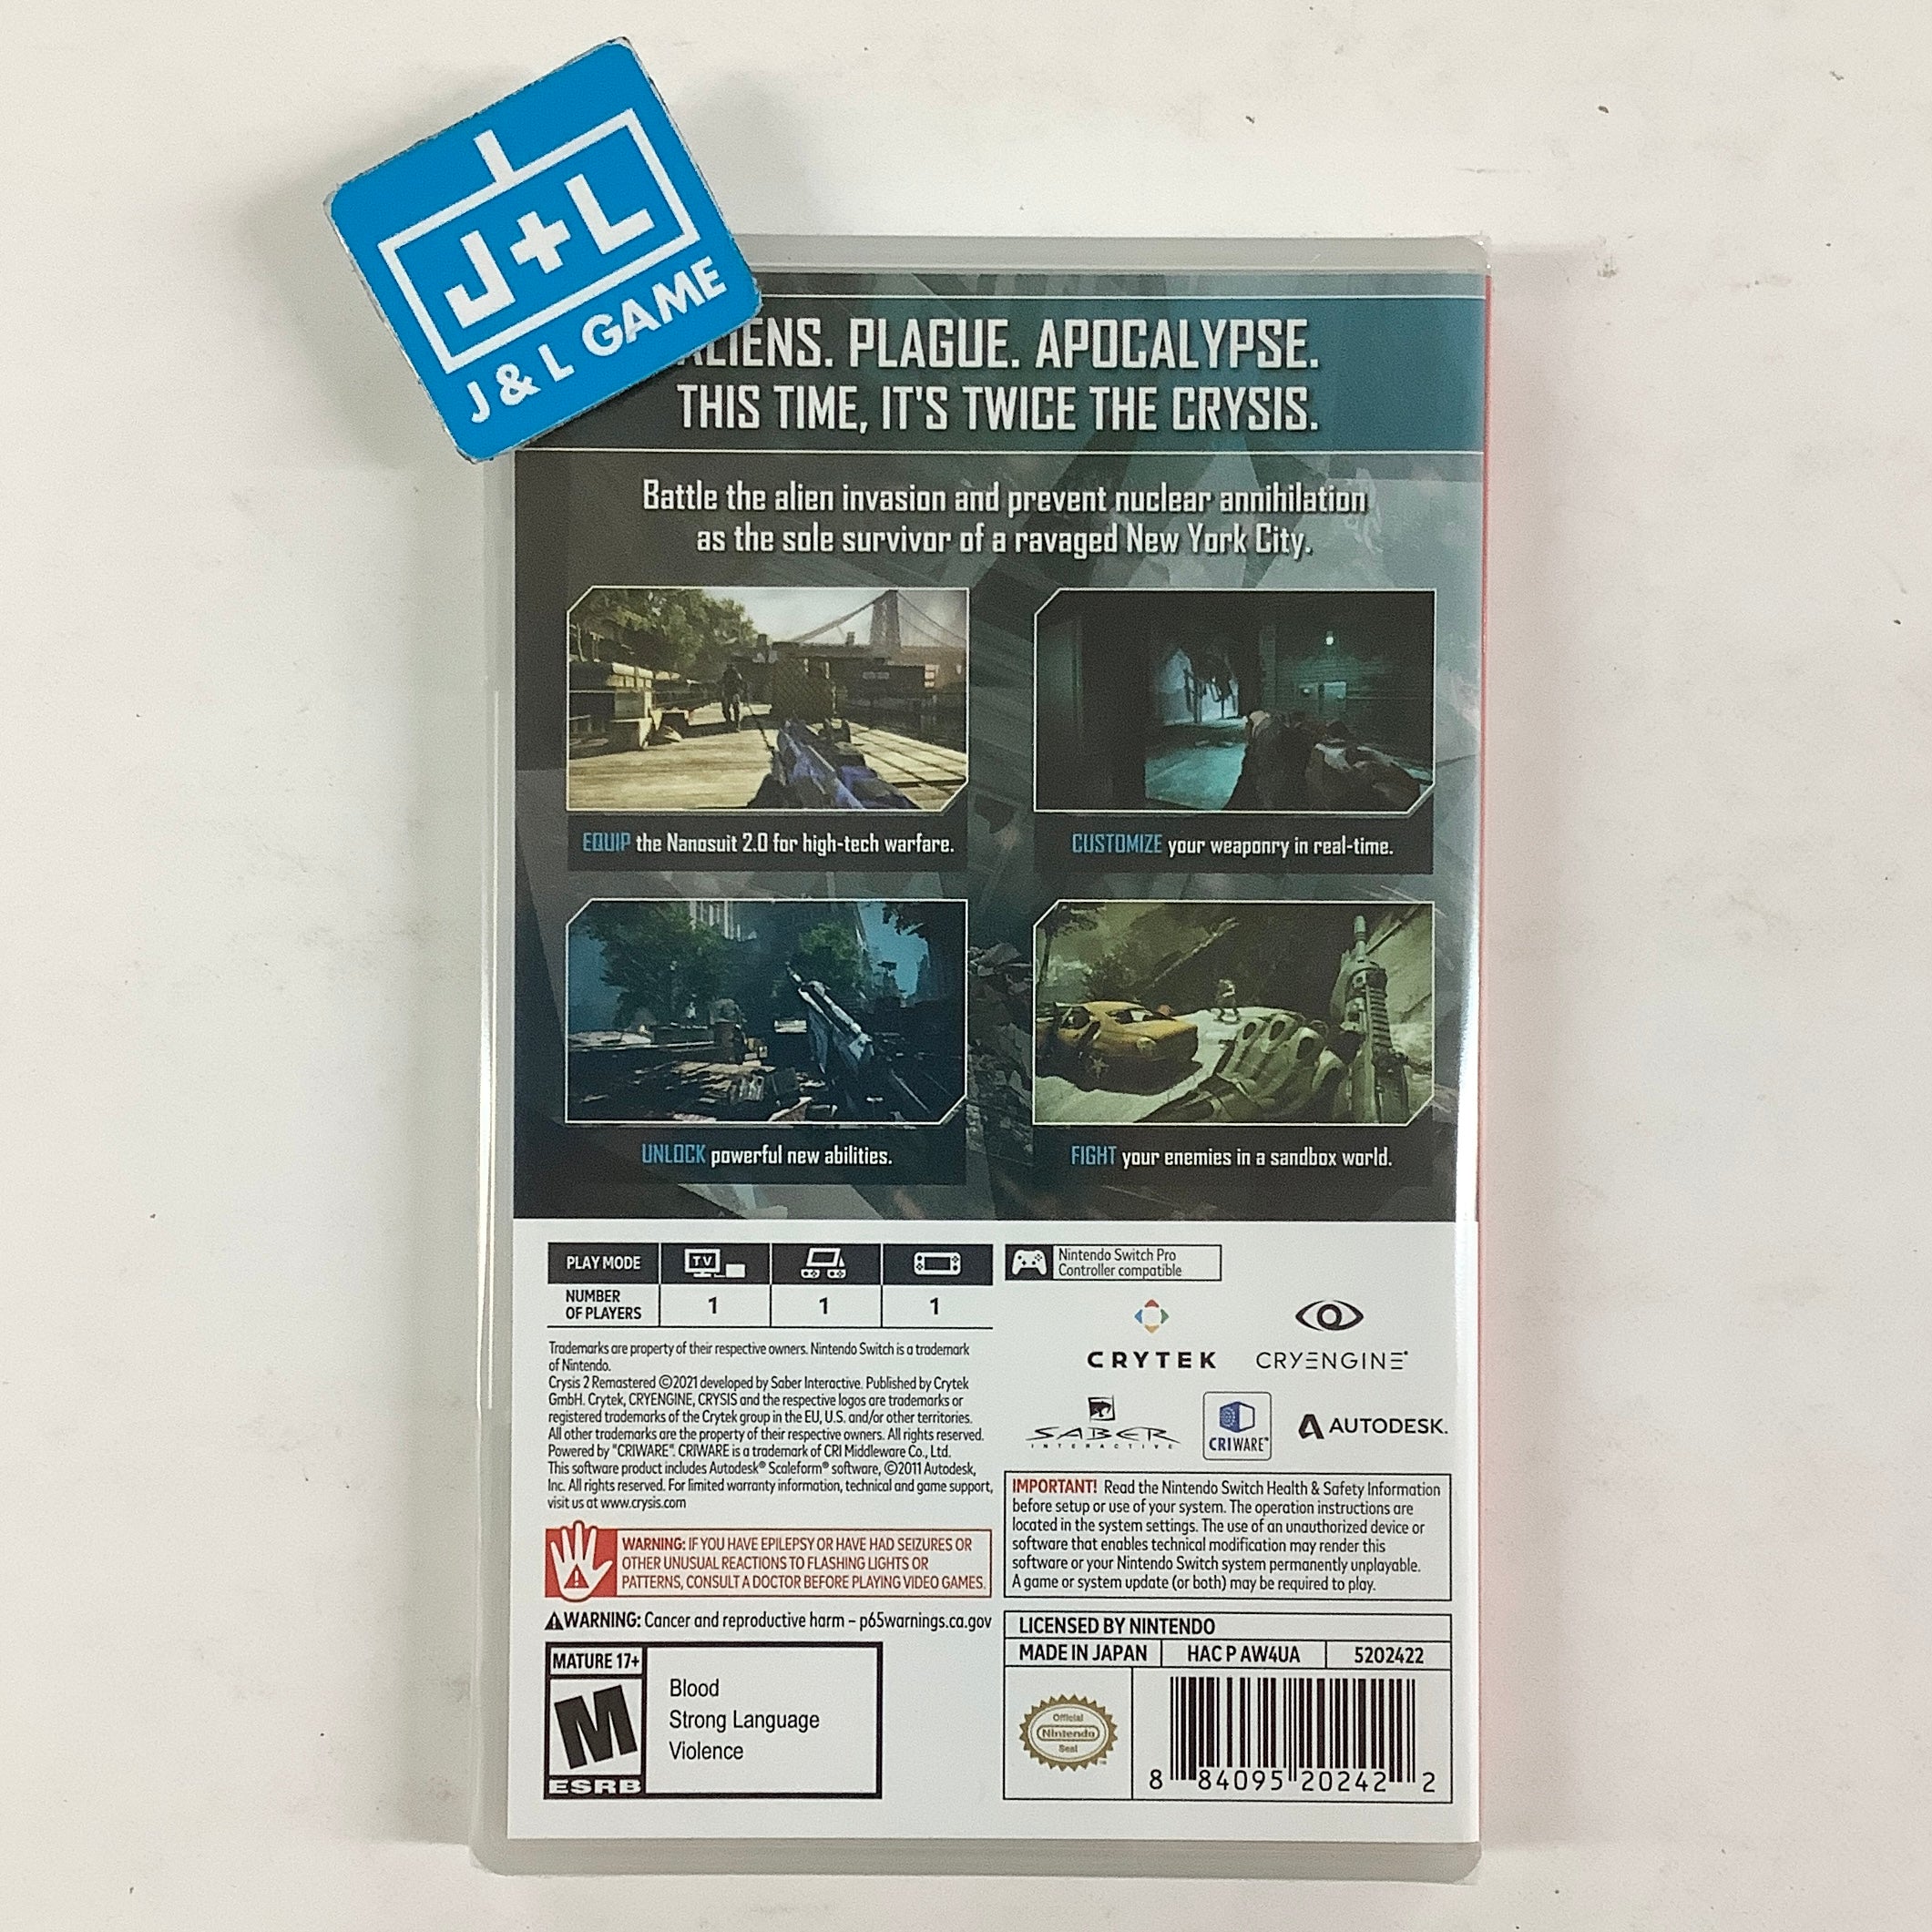 J+L
J & L GAME
ALIENS. PLAGUE. APOCALYPSE.
THIS TIME, IT'S TWICE THE CRYSIS.
Battle the alien invasion and prevent nuclear annihilation
as the sole survivor of a ravaged New York City.
EQUIP the Nanosuit 2.0 for high-tech warfare.
CUSTOMIZE your weaponry in real-time.
UNLOCK powerful new abilities.
FIGHT your enemies in a sandbox world.
PLAY MODE
TV
NUMBER
OF PLAYERS
1 1 1
Nintendo Switch Pro
Controller compatible
CRYTEK
CRYENGINE
SABER
INTERACTIVE
CRIWARE
AUTODESK.
Trademarks are property of their respective owners. Nintendo Switch is a trademark
of Nintendo.
Crysis 2 Remastered ©2021 developed by Saber Interactive. Published by Crytek
GmbH. Crytek, CRYENGINE, CRYSIS and the respective logos are trademarks or
registered trademarks of the Crytek group in the EU, U.S. and/or other territories.
All other trademarks are the property of their respective owners. All rights reserved.
Powered by "CRIWARE". CRIWARE is a trademark of CRI Middleware Co., Ltd.
This software product includes Autodesk® Scaleform® software, ©2011 Autodesk,
Inc. All rights reserved. For limited warranty information, technical and game support,
visit us at www.crysis.com
WARNING: IF YOU HAVE EPILEPSY OR HAVE HAD SEIZURES OR
OTHER UNUSUAL REACTIONS TO FLASHING LIGHTS OR
PATTERNS, CONSULT A DOCTOR BEFORE PLAYING VIDEO GAMES.
⚠WARNING: Cancer and reproductive harm – p65warnings.ca.gov
IMPORTANT! Read the Nintendo Switch Health & Safety Information
before setup or use of your system. The operation instructions are
located in the system settings. The use of an unauthorized device or
software that enables technical modification may render this
software or your Nintendo Switch system permanently unplayable.
A game or system update (or both) may be required to play.
MATURE 17+
M
ESRB
Blood
Strong Language
Violence
LICENSED BY NINTENDO
MADE IN JAPAN
HAC P AW4UA
5202422
Official
Nintendo
Seal
8 84095 20242 2